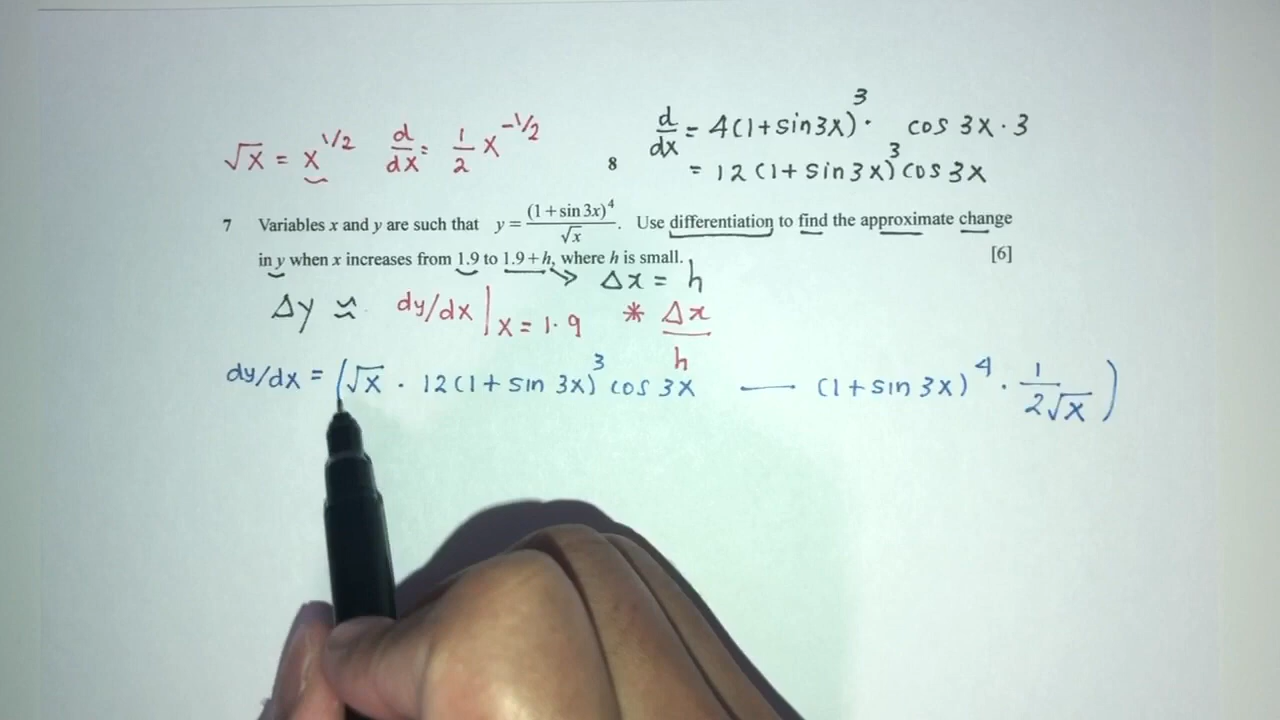 √x = x^1/2 d/dx = 1/2 x^-1/2
d/dx = 4(1+sin3x)^3 · cos 3x · 3
= 12(1+sin3x)^3 cos 3x
8
7 Variables x and y are such that y = (1 + sin 3x)^4/√x. Use differentiation to find the approximate change
in y when x increases from 1.9 to 1.9 + h, where h is small. [6]
Δx = h
Δy ≈ dy/dx | x = 1.9 * Δx
h
dy/dx = (√x · 12(1+sin 3x)^3 cos 3x — (1+sin 3x)^4 · 1/2√x)